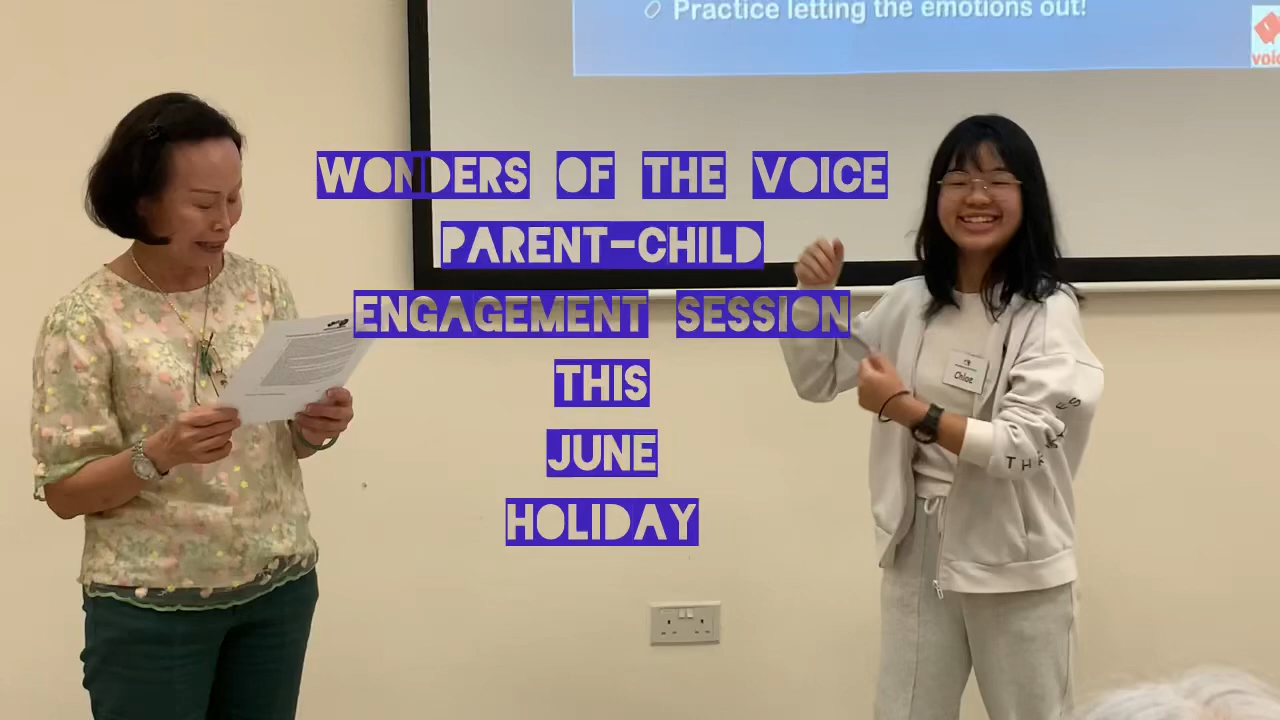 Practice letting the emotions out!
WONDERS OF THE VOICE
PARENT-CHILD
ENGAGEMENT SESSION
THIS
JUNE
HOLIDAY
Chloe